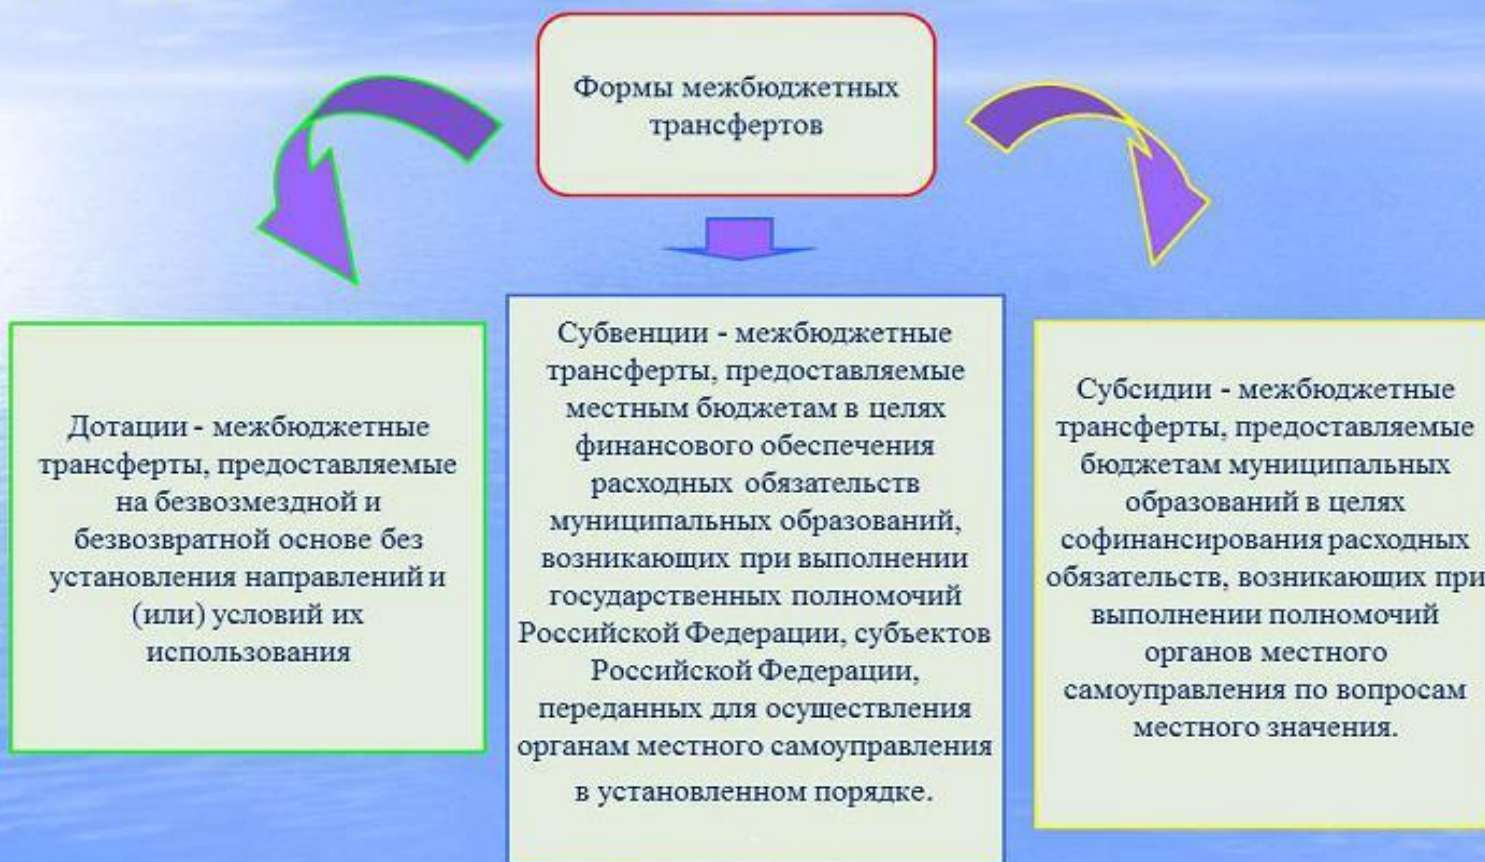 Формы межбюджетных
трансфертов
Дотации - межбюджетные
трансферты, предоставляемые
на безвозмездной и
безвозвратной основе без
установления направлений и
(или) условий их
использования
Субвенции - межбюджетные
трансферты, предоставляемые
местным бюджетам в целях
финансового обеспечения
расходных обязательств
муниципальных образований,
возникающих при выполнении
государственных полномочий
Российской Федерации, субъектов
Российской Федерации,
переданных для осуществления
органам местного самоуправления
в установленном порядке.
Субсидии - межбюджетные
трансферты, предоставляемые
бюджетам муниципальных
образований в целях
софинансирования расходных
обязательств, возникающих при
выполнении полномочий
органов местного
самоуправления по вопросам
местного значения.